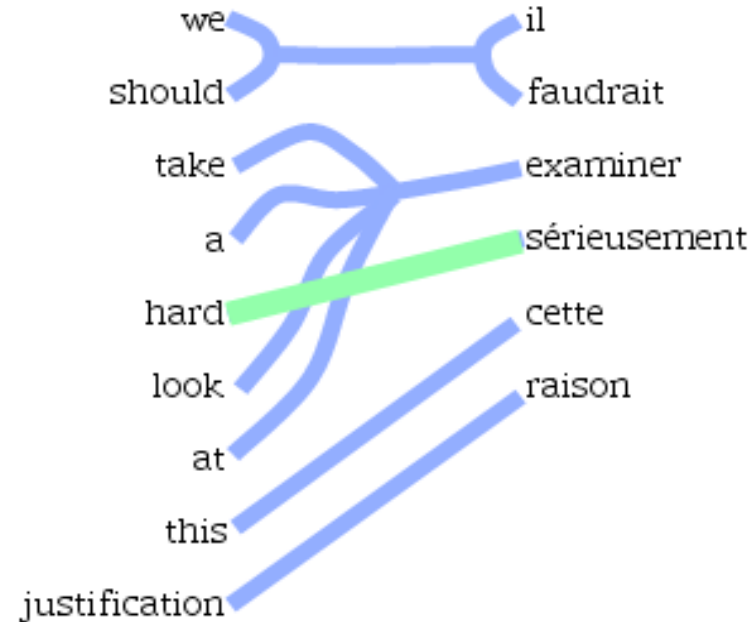 we il
should faudrait
take examiner
a sérieusement
hard cette
look raison
at
this
justification